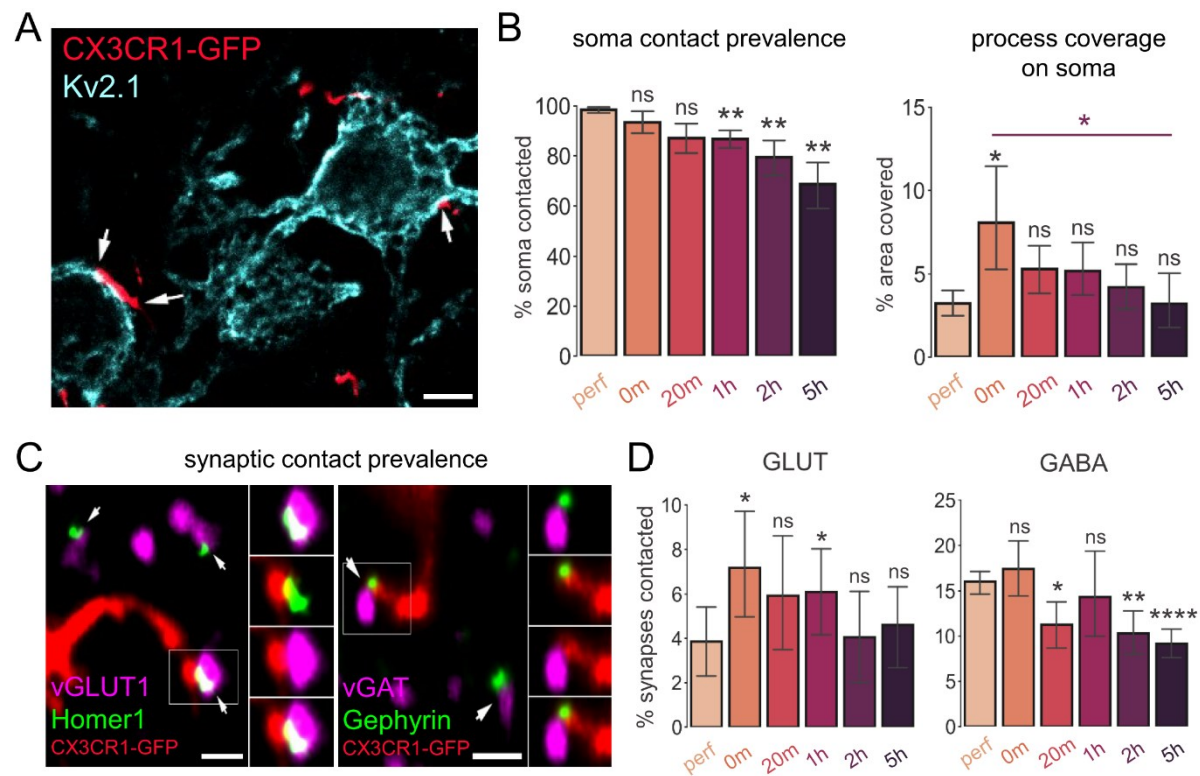 A
CX3CR1-GFP
Kv2.1
B
soma contact prevalence
% soma contacted
100
80
60
40
20
0
ns
ns
**
**
**
perf
0m
20m
1h
2h
5h
process coverage
on soma
% area covered
15
10
5
0
*
*
ns
ns
ns
ns
perf
0m
20m
1h
2h
5h
C
synaptic contact prevalence
vGLUT1
Homer1
CX3CR1-GFP
vGAT
Gephyrin
CX3CR1-GFP
D
GLUT
% synapses contacted
10
8
6
4
2
0
*
ns
*
ns
ns
perf
0m
20m
1h
2h
5h
GABA
25
20
15
10
5
0
ns
*
ns
**
****
perf
0m
20m
1h
2h
5h